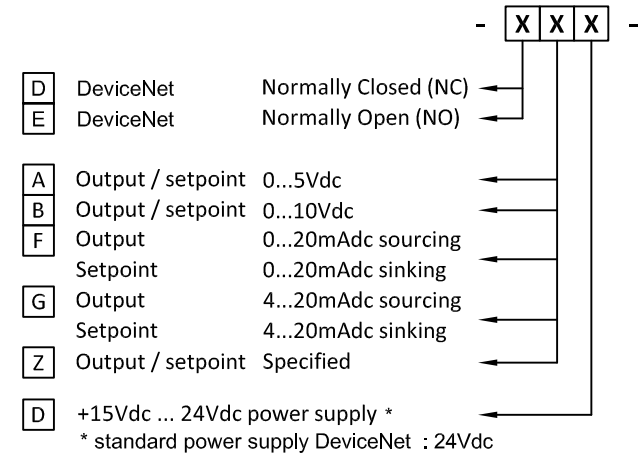 - X X X -
D DeviceNet Normally Closed (NC)
E DeviceNet Normally Open (NO)
A Output / setpoint 0...5Vdc
B Output / setpoint 0...10Vdc
F Output 0...20mAdc sourcing
Setpoint 0...20mAdc sinking
G Output 4...20mAdc sourcing
Setpoint 4...20mAdc sinking
Z Output / setpoint Specified
D +15Vdc ... 24Vdc power supply *
* standard power supply DeviceNet : 24Vdc